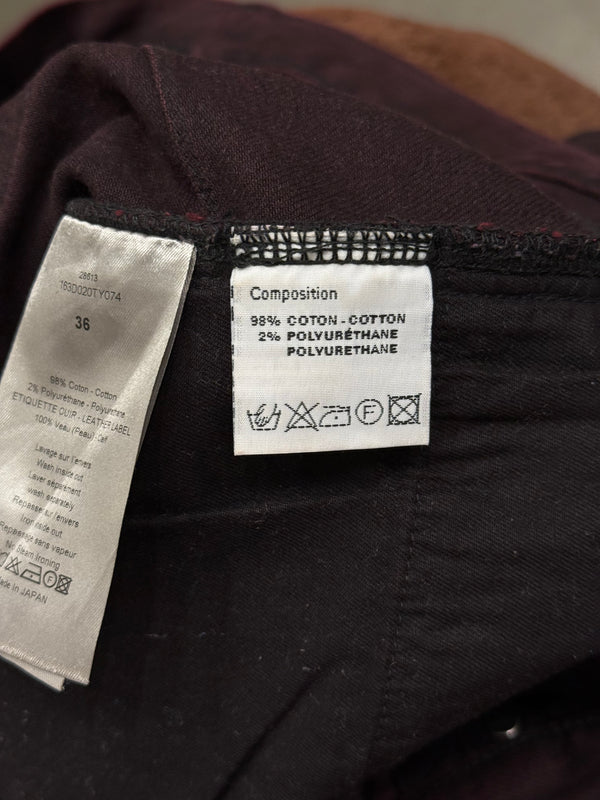 28613
183D020TY074
36
98% Coton - Cotton
2% Polyuréthane - Polyurethane
ETIQUETTE CUIR - LEATHER LABEL
100% Veau (Peau) Calf
Lavage sur l'envers
Wash inside out
Laver séparément
wash separately
Repasser sur l'envers
Iron inside out
Repassage sans vapeur
No Steam Ironing
F
Made in JAPAN
Composition
98% COTON - COTTON
2% POLYURÉTHANE
POLYURETHANE
F